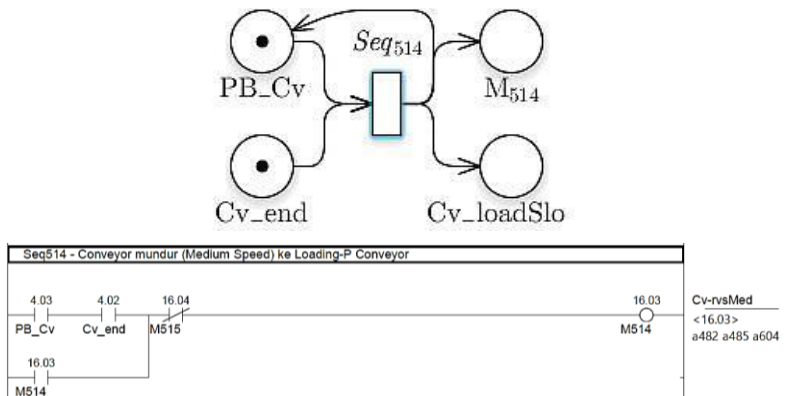 Seq514
PB_Cv
M514
Cv_end
Cv_loadSlo
Seq514 - Conveyor mundur (Medium Speed) ke Loading-P Conveyor
4.03 4.02 16.04 16.03 Cv-rvsMed
PB_Cv Cv_end M515 M514 <16.03>
a482 a485 a604
16.03
M514